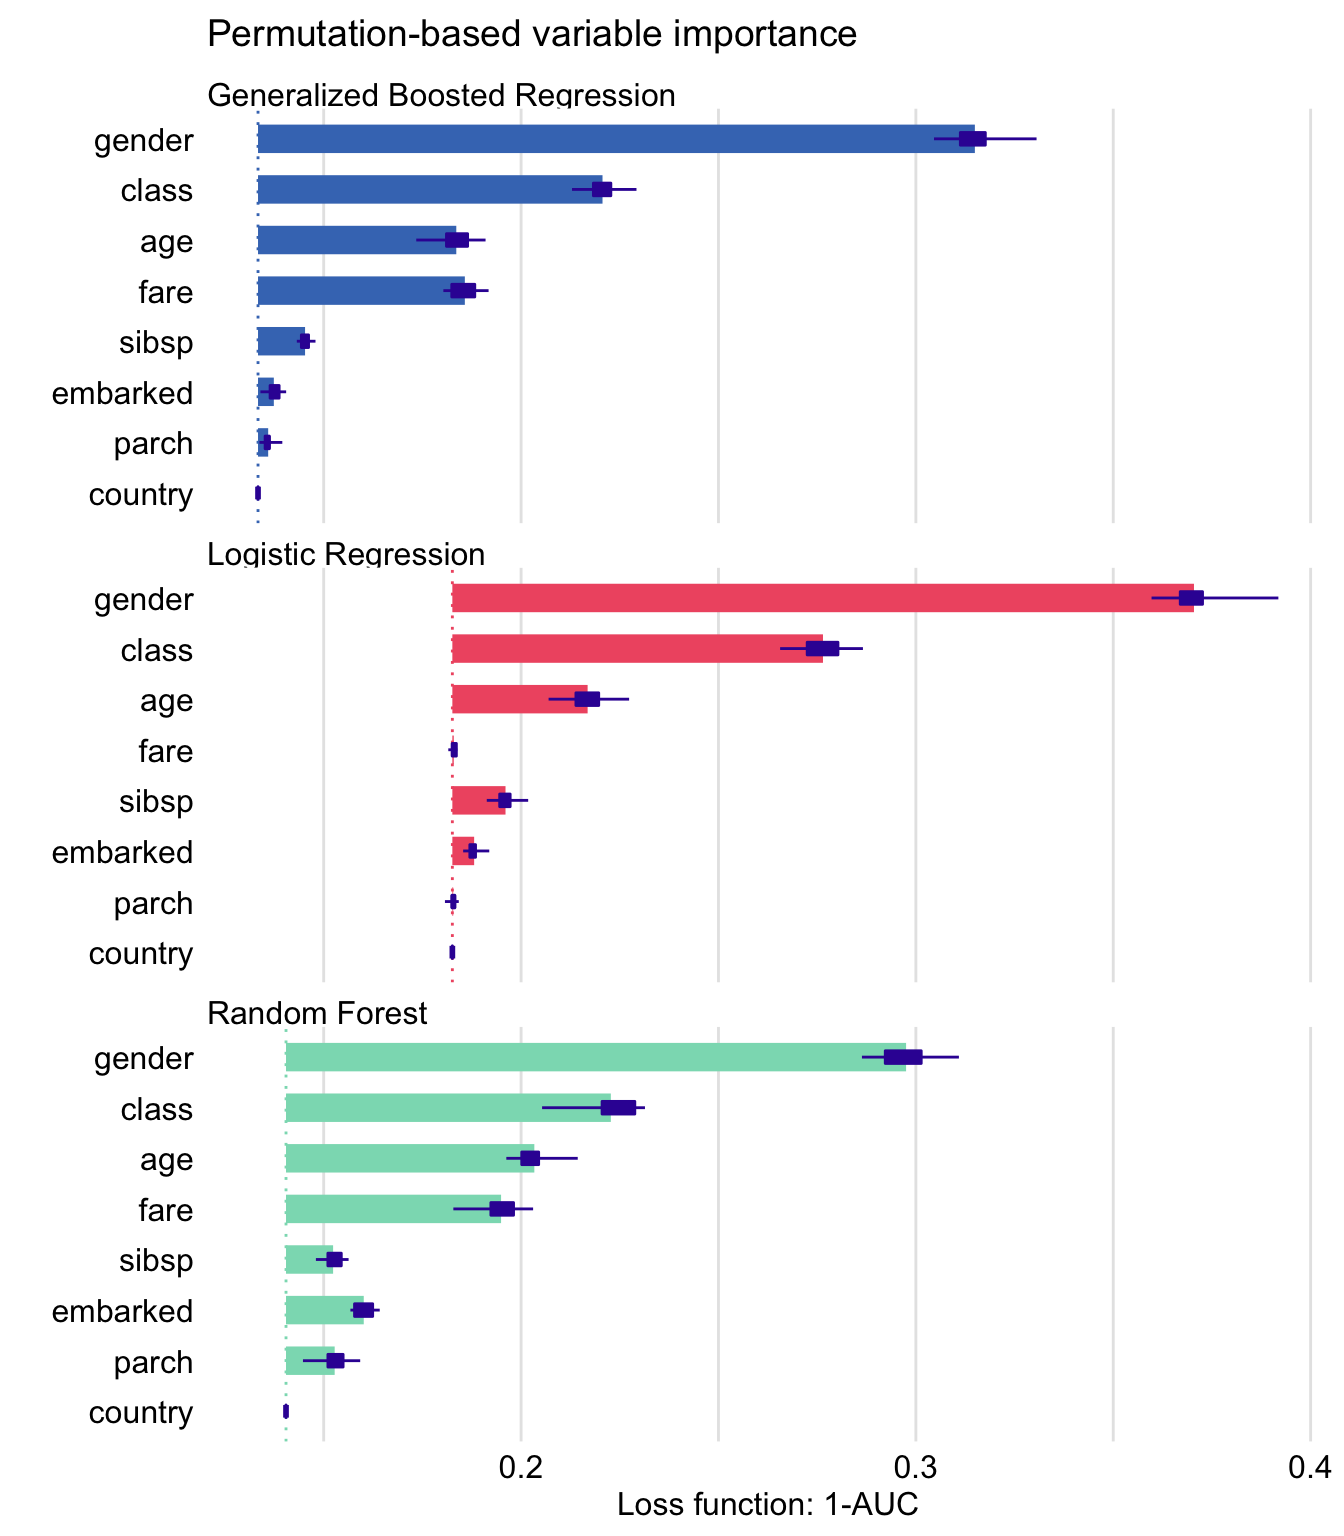 Permutation-based variable importance
Generalized Boosted Regression
gender
class
age
fare
sibsp
embarked
parch
country
Logistic Regression
gender
class
age
fare
sibsp
embarked
parch
country
Random Forest
gender
class
age
fare
sibsp
embarked
parch
country
0.2 0.3 0.4
Loss function: 1-AUC